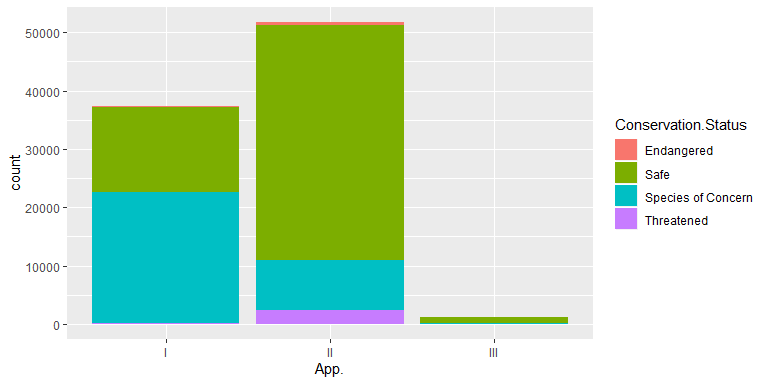 50000
40000
30000
20000
10000
0
count
I
II
III
App.
Conservation.Status
Endangered
Safe
Species of Concern
Threatened